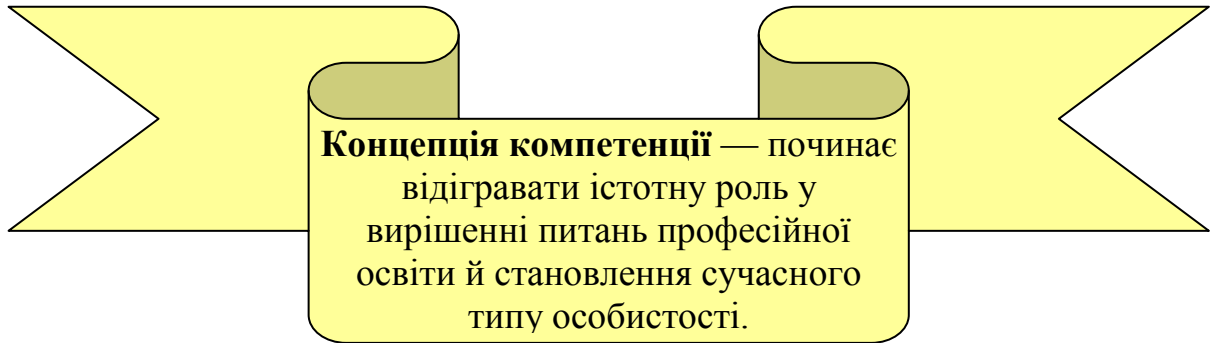 Концепція компетенції — починає
відігравати істотну роль у
вирішенні питань професійної
освіти й становлення сучасного
типу особистості.